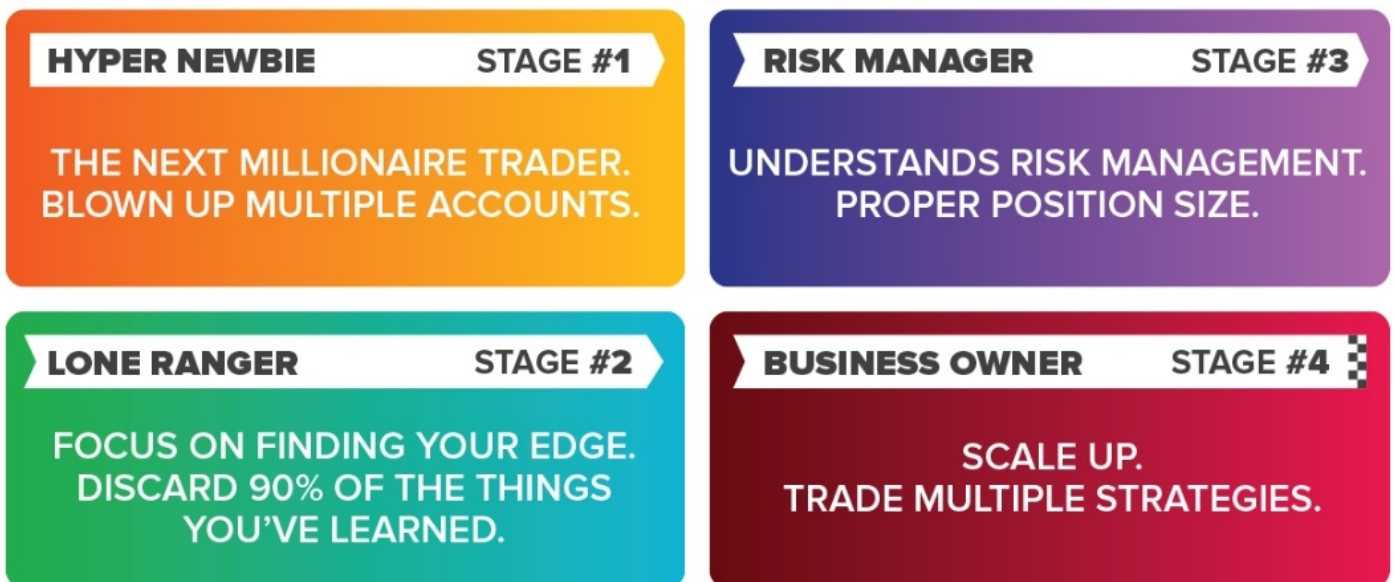 HYPER NEWBIE STAGE #1
THE NEXT MILLIONAIRE TRADER.
BLOWN UP MULTIPLE ACCOUNTS.
LONE RANGER STAGE #2
FOCUS ON FINDING YOUR EDGE.
DISCARD 90% OF THE THINGS
YOU'VE LEARNED.
RISK MANAGER STAGE #3
UNDERSTANDS RISK MANAGEMENT.
PROPER POSITION SIZE.
BUSINESS OWNER STAGE #4
SCALE UP.
TRADE MULTIPLE STRATEGIES.